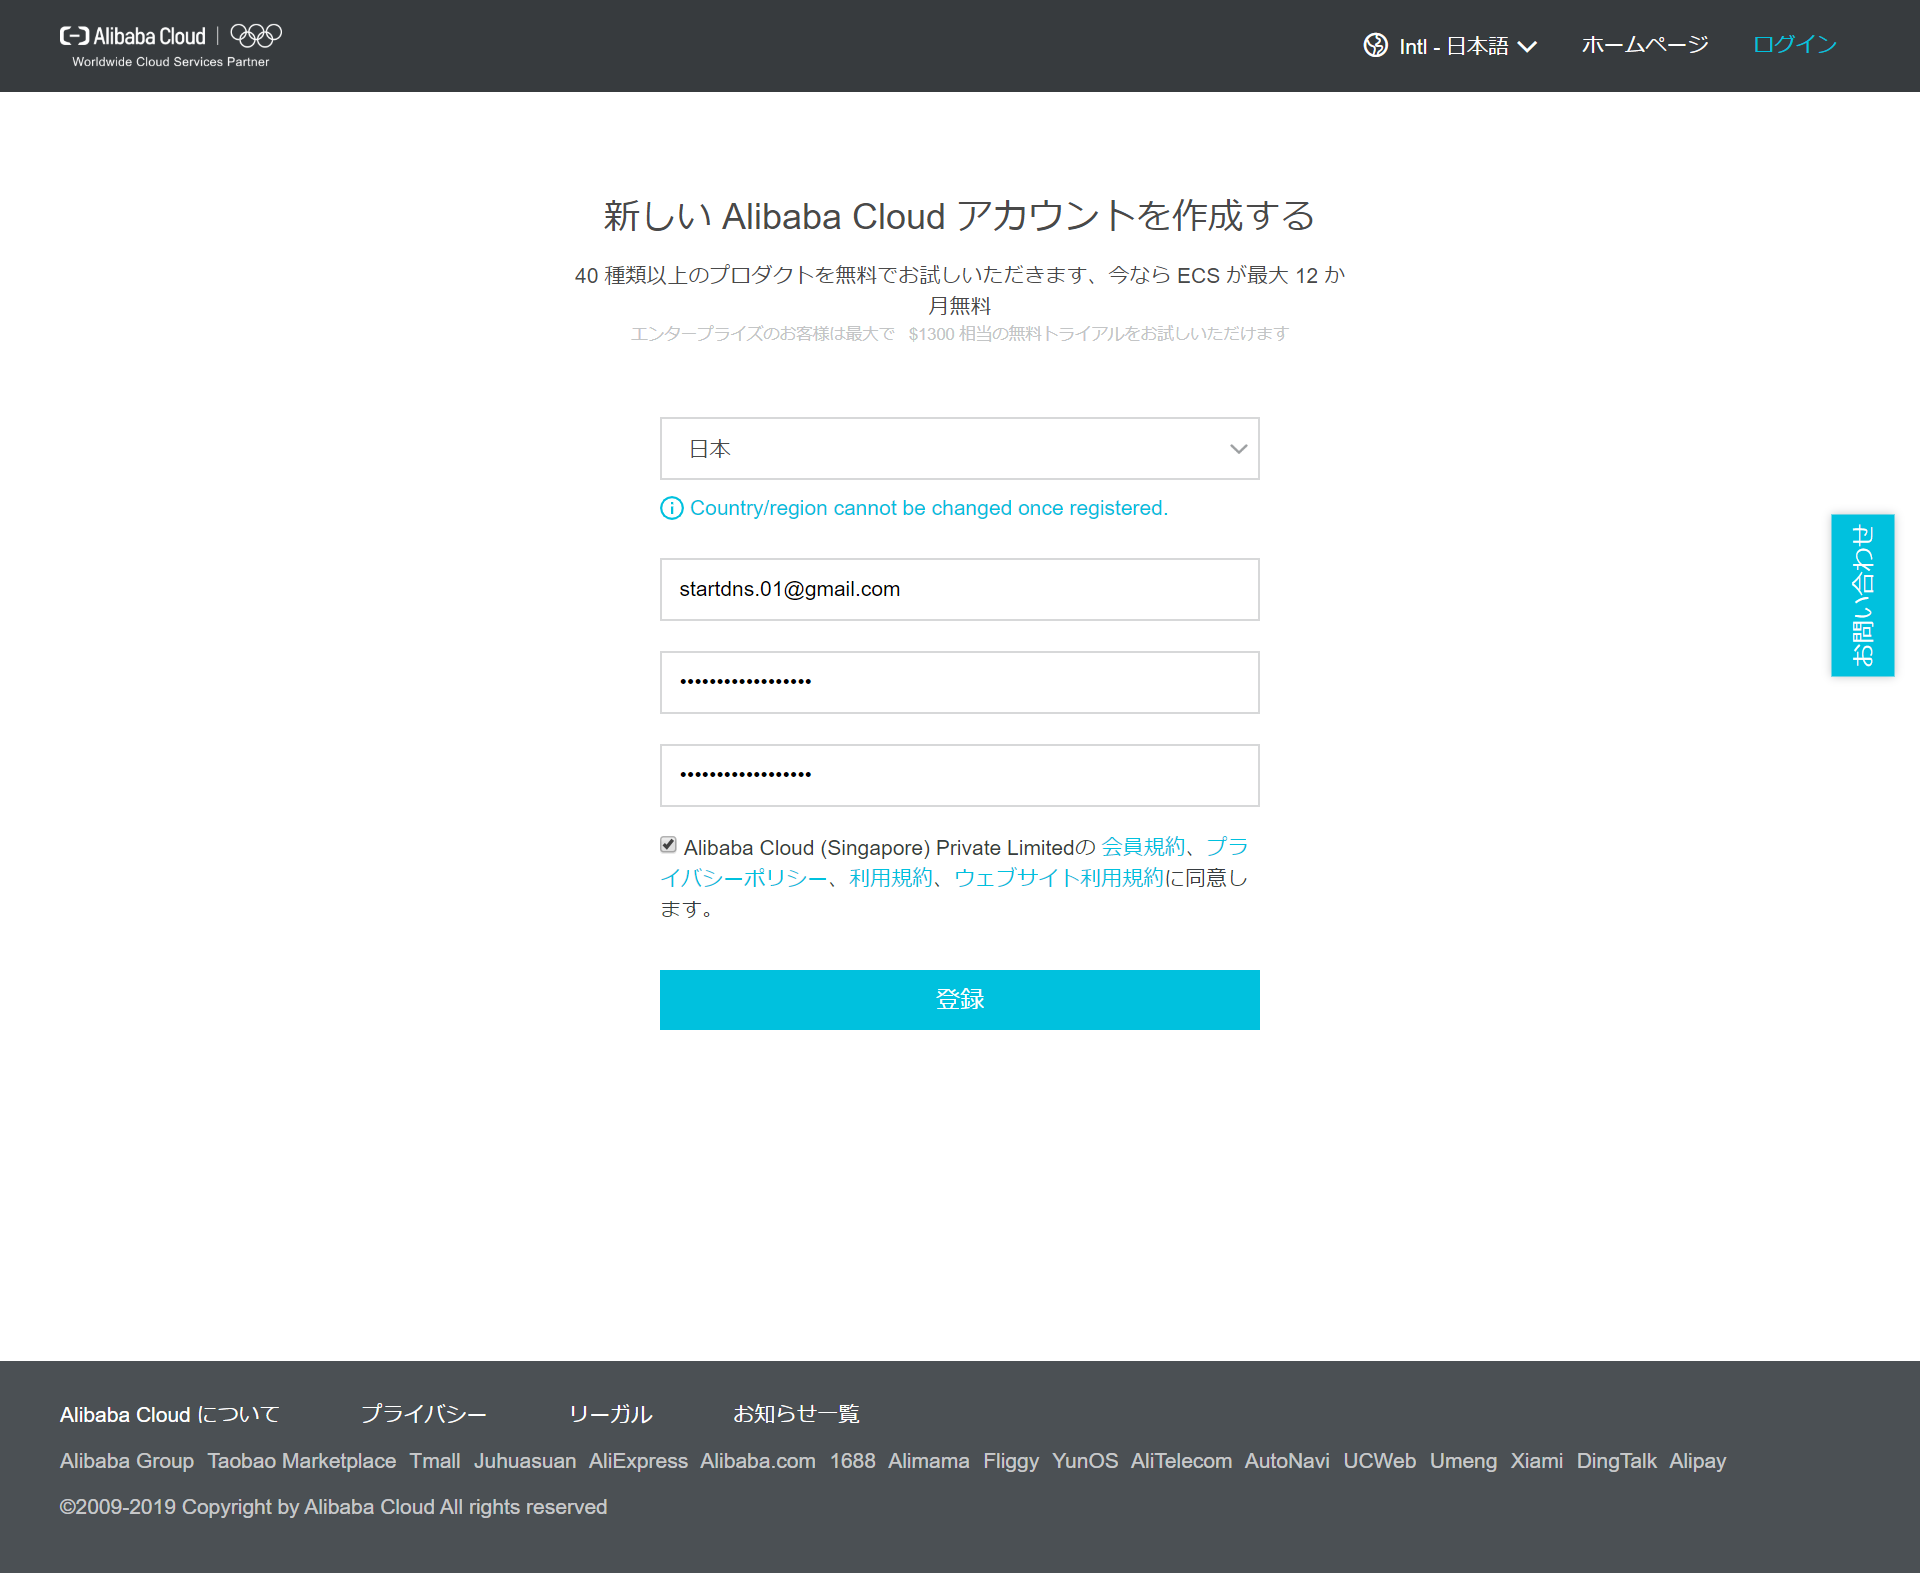 Alibaba Cloud
Worldwide Cloud Services Partner
Intl - 日本語
ホームページ
ログイン
新しい Alibaba Cloud アカウントを作成する
40 種類以上のプロダクトを無料でお試しいただきます、今なら ECS が最大 12 か
月無料
エンタープライズのお客様は最大で $1300 相当の無料トライアルをお試しいただけます
日本
Country/region cannot be changed once registered.
startdns.01@gmail.com
••••••••••••••••••
••••••••••••••••••
Alibaba Cloud (Singapore) Private Limitedの 会員規約、プラ
イバシーポリシー、利用規約、ウェブサイト利用規約に同意し
ます。
登録
お問い合わせ
Alibaba Cloud について プライバシー リーガル お知らせ一覧
Alibaba Group Taobao Marketplace Tmall Juhuasuan AliExpress Alibaba.com 1688 Alimama Fliggy YunOS AliTelecom AutoNavi UCWeb Umeng Xiami DingTalk Alipay
©2009-2019 Copyright by Alibaba Cloud All rights reserved